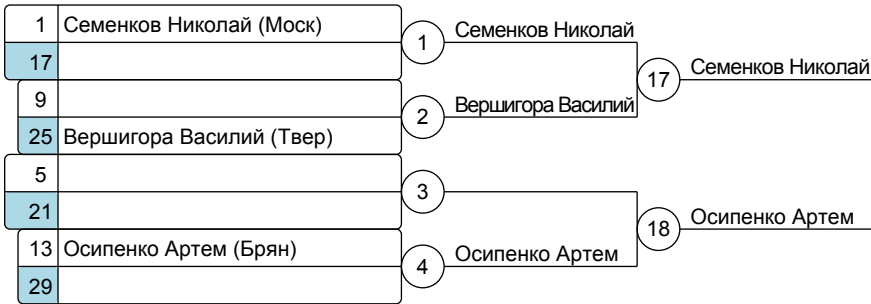 1 Семенков Николай (Моск)
17
1 Семенков Николай
9
25 Вершигора Василий (Твер)
2 Вершигора Василий
17 Семенков Николай
5
21
3
13 Осипенко Артем (Брян)
29
4 Осипенко Артем
18 Осипенко Артем